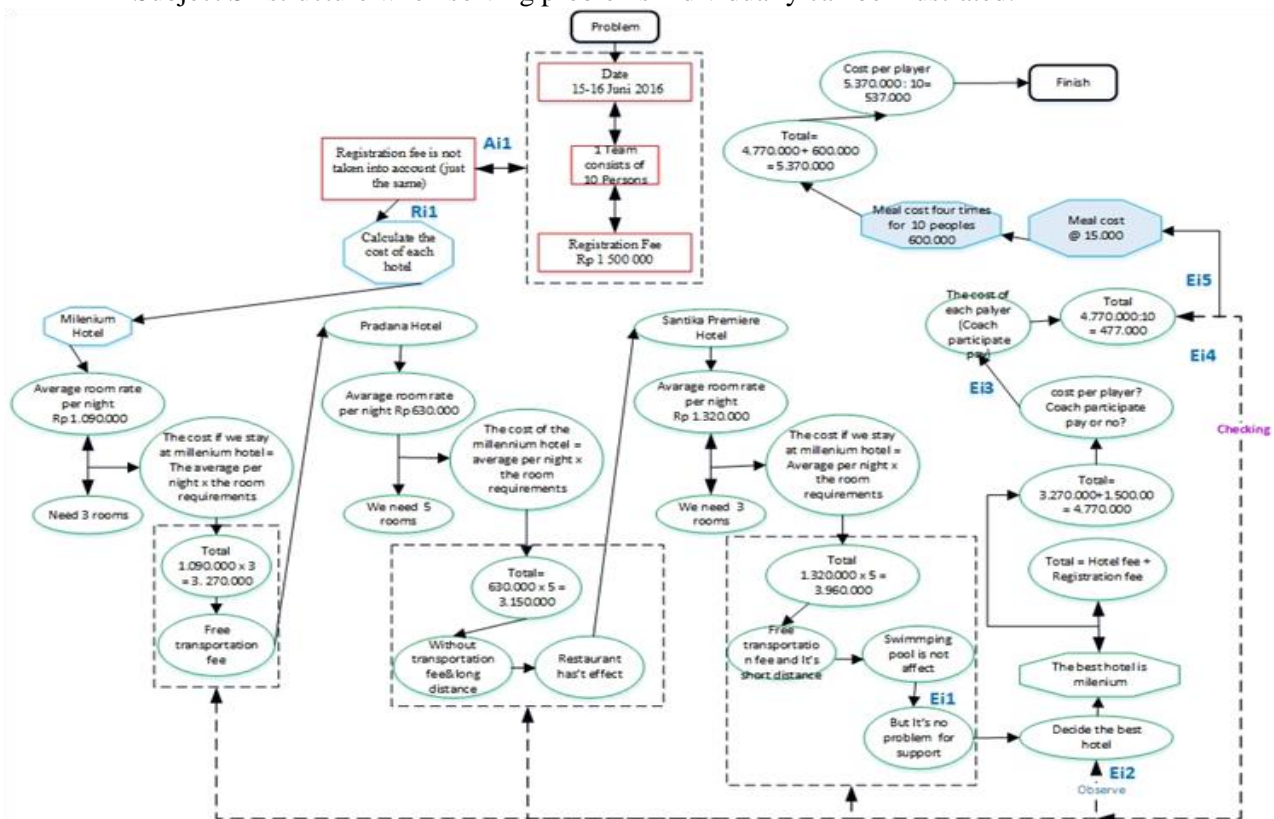 Problem
Date
15-16 Juni 2016
1 Team
consists of
10 Persons
Registration Fee
Rp 1 500 000
Ai1
Registration fee is not
taken into account (just
the same)
Ri1
Calculate the
cost of each
hotel
Milenium
Hotel
Average room rate
per night
Rp 1.090.000
Need 3 rooms
The cost if we stay
at millenium hotel =
The average per
night x the room
requirements
Total
1.090.000 x 3
= 3. 270.000
Free
transportation
fee
Pradana Hotel
Avarage room rate
per night Rp 630.000
We need 5
rooms
The cost of the
millennium hotel =
average per night x
the room
requirements
Total=
630.000 x 5 =
3.150.000
Without
transportation
fee&long
distance
Restaurant
has't effect
Santika Premiere
Hotel
Avarage room rate
per night
Rp 1.320.000
We need 3
rooms
The cost if we stay
at millenium hotel =
Average per night x
the room
requirements
Total
1.320.000 x 5 =
3.960.000
Free
transportatio
n fee and It's
short distance
Swimmping
pool is not
affect
Ei1
But It's no
problem for
support
Decide the best
hotel
Ei2
Observe
The best hotel is
milenium
Total = Hotel fee +
Registration fee
Total=
3.270.000+1.500.00
= 4.770.000
cost per player?
Coach participate
pay or no?
Ei3
The cost of
each palyer
(Coach
participate
pay)
Total
4.770.000:10
= 477.000
Ei4
Checking
Ei5
Meal cost
@ 15.000
Meal cost four times
for 10 peoples
600.000
Total=
4.770.000+ 600.000
= 5.370.000
Cost per player
5.370.000 : 10=
537.000
Finish